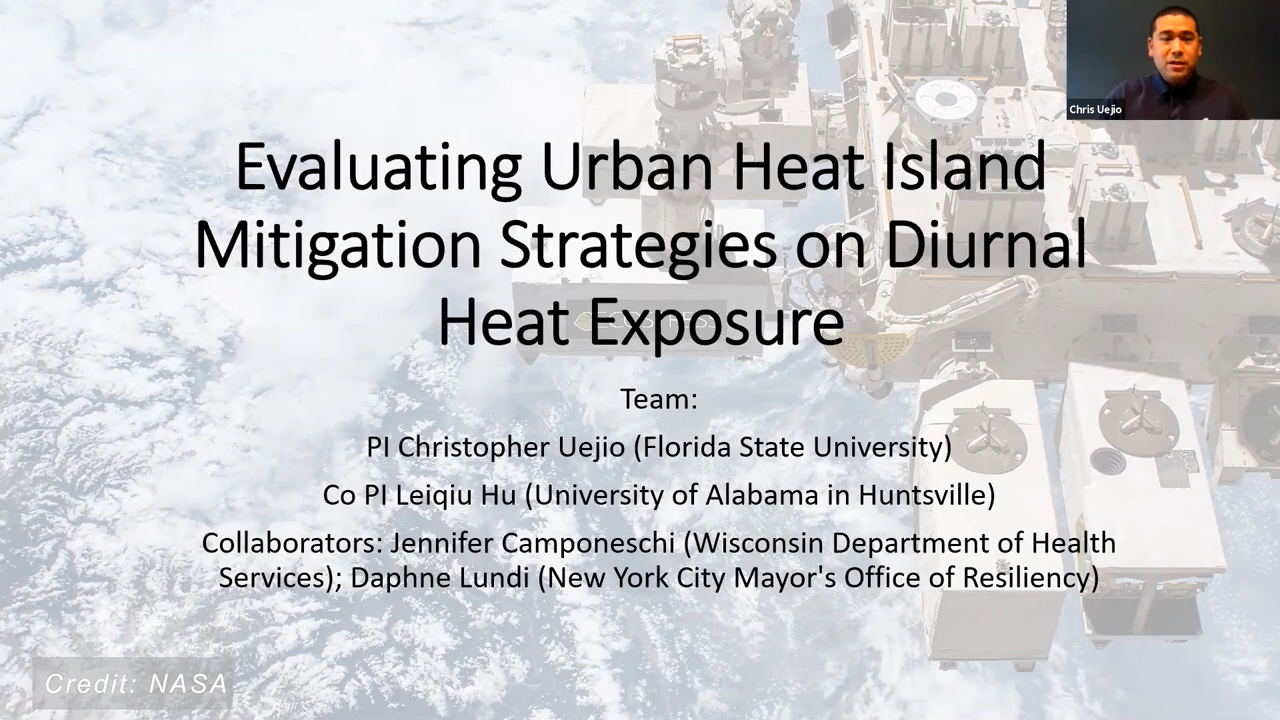 Chris Uejio
Evaluating Urban Heat Island
Mitigation Strategies on Diurnal
Heat Exposure
Team:
PI Christopher Uejio (Florida State University)
Co PI Leiqiu Hu (University of Alabama in Huntsville)
Collaborators: Jennifer Camponeschi (Wisconsin Department of Health
Services); Daphne Lundi (New York City Mayor's Office of Resiliency)
Credit: NASA